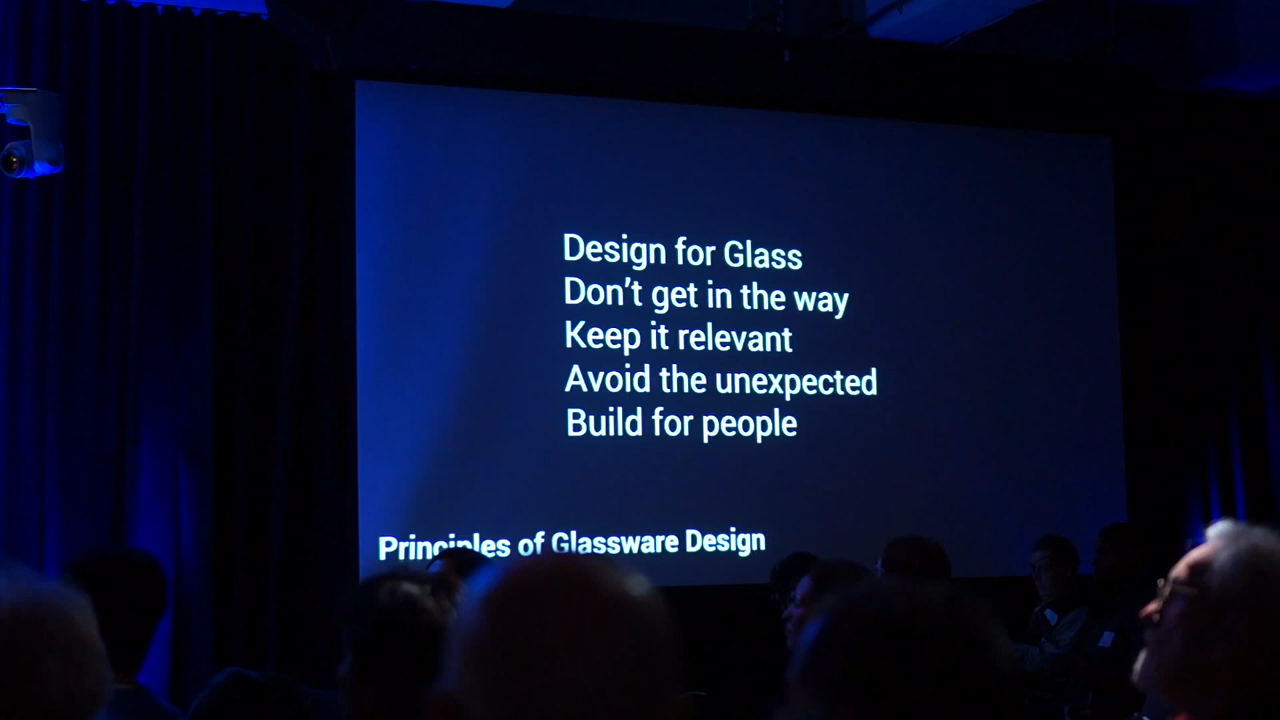 Design for Glass
Don't get in the way
Keep it relevant
Avoid the unexpected
Build for people
Principles of Glassware Design